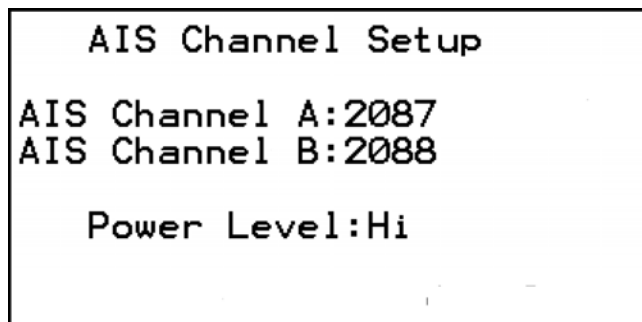 AIS Channel Setup
AIS Channel A:2087
AIS Channel B:2088
Power Level:Hi